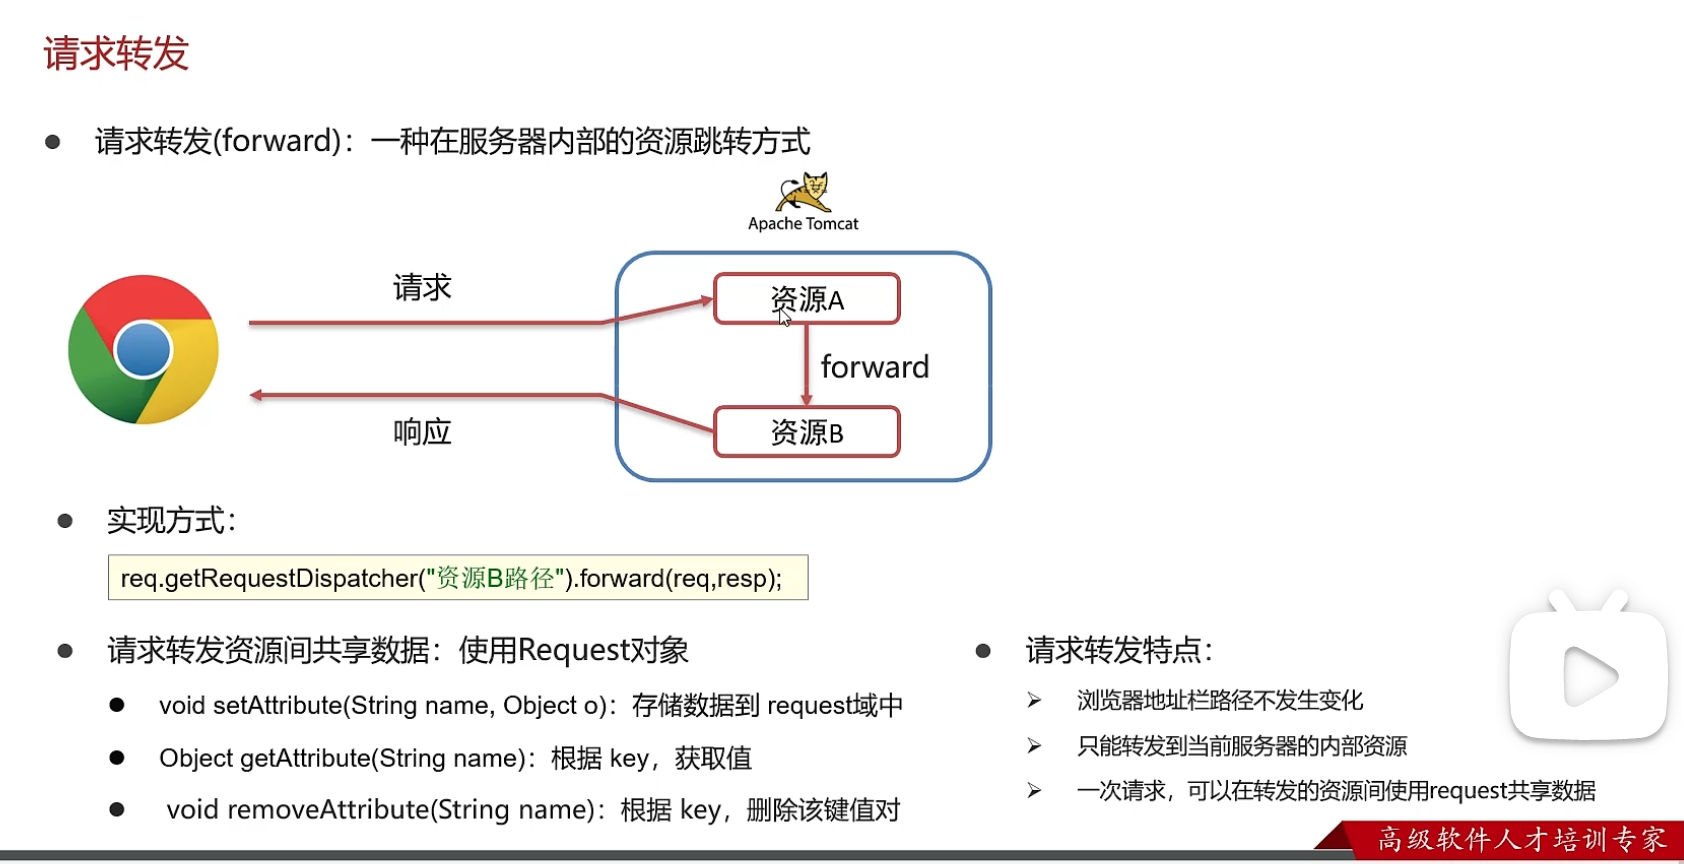 请求转发
请求转发(forward)：一种在服务器内部的资源跳转方式
Apache Tomcat
请求
资源A
forward
响应
资源B
实现方式：
req.getRequestDispatcher("资源B路径").forward(req,resp);
请求转发资源间共享数据：使用Request对象
void setAttribute(String name, Object o)：存储数据到 request域中
Object getAttribute(String name)：根据 key，获取值
void removeAttribute(String name)：根据 key，删除该键值对
请求转发特点：
浏览器地址栏路径不发生变化
只能转发到当前服务器的内部资源
一次请求，可以在转发的资源间使用request共享数据
高级软件人才培训专家